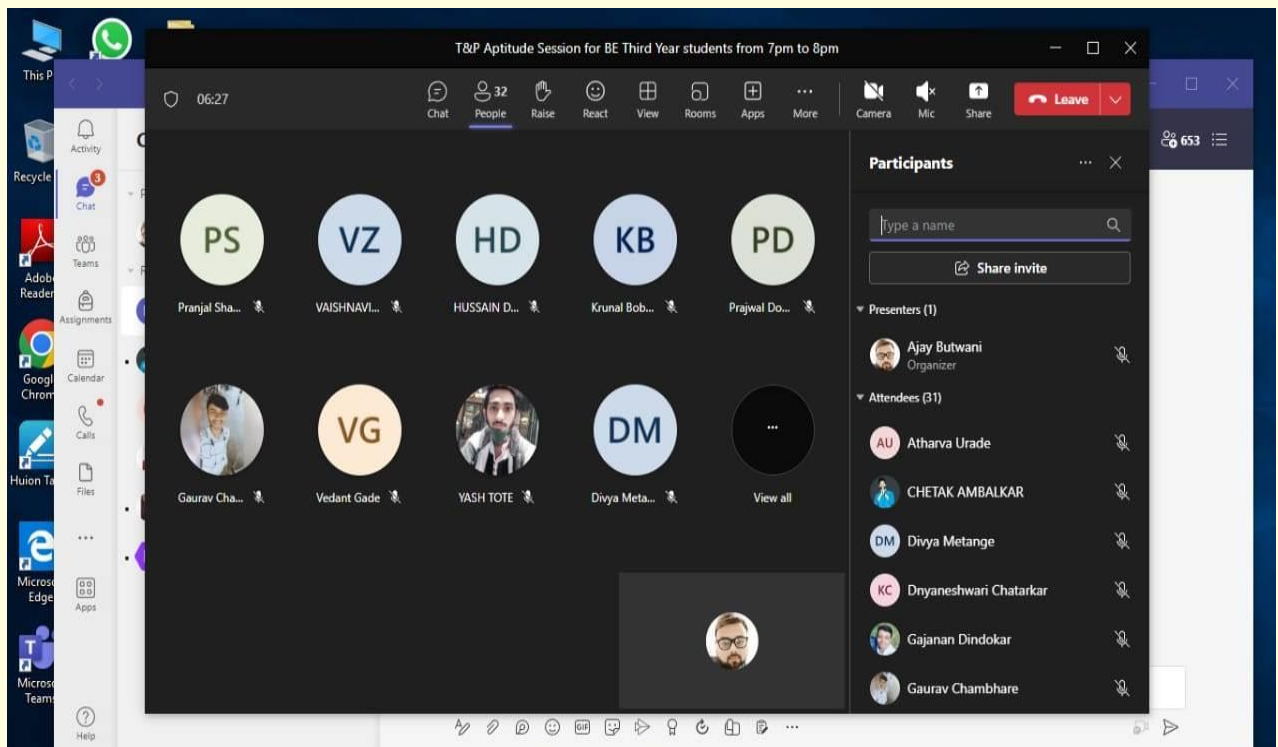 T&P Aptitude Session for BE Third Year students from 7pm to 8pm
06:27
Chat
32
People
Raise
React
View
Rooms
Apps
More
Camera
Mic
Share
Leave
This P
Recycle
Adob
Reader
Googl
Chrom
Huion Ta
Micros
Edge
Micros
Teams
Activity
3
Chat
Teams
Assignments
Calendar
Calls
Files
Apps
Help
653
PS
Pranjal Sha...
VZ
VAISHNAVI...
HD
HUSSAIN D...
KB
Krunal Bob...
PD
Prajwal Do...
Gaurav Cha...
VG
Vedant Gade
YASH TOTE
DM
Divya Meta...
View all
Participants
Type a name
Share invite
Presenters (1)
Ajay Butwani
Organizer
Attendees (31)
AU Atharva Urade
CHETAK AMBALKAR
DM Divya Metange
KC Dnyaneshwari Chatarkar
Gajanan Dindokar
Gaurav Chambhare
GIF